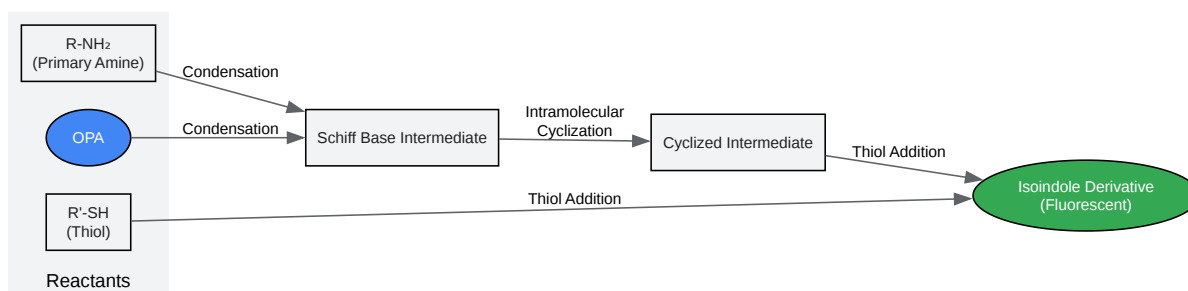 R-NH₂
(Primary Amine)
Condensation
OPA
Condensation
R'-SH
(Thiol)
Reactants
Schiff Base Intermediate
Intramolecular
Cyclization
Cyclized Intermediate
Thiol Addition
Thiol Addition
Isoindole Derivative
(Fluorescent)